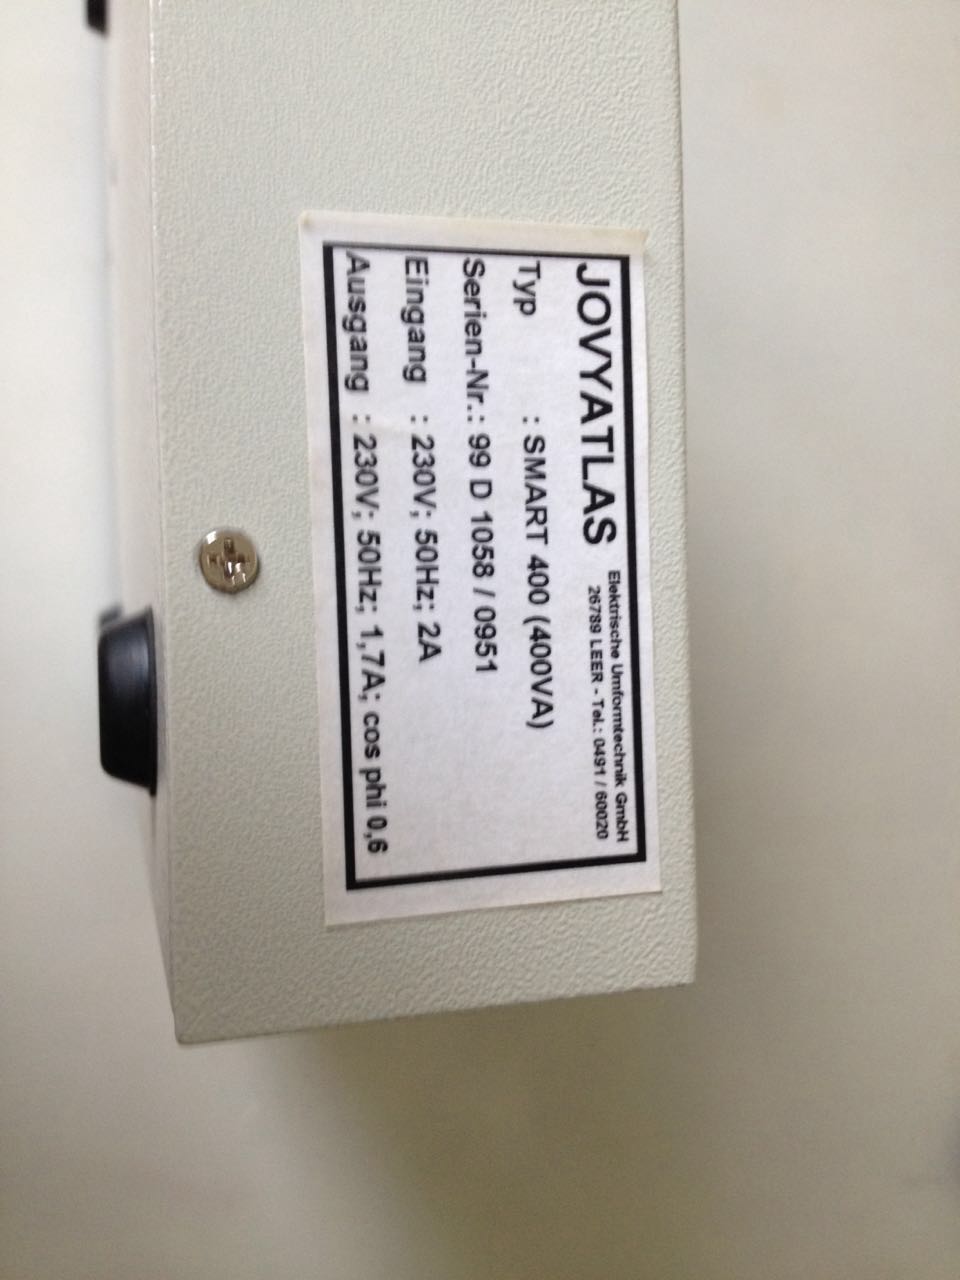 JOVYATLAS Elektrische Umformtechnik GmbH
26789 LEER - Tel.: 0491 / 60020
Typ : SMART 400 (400VA)
Serien-Nr.: 99 D 1058 / 0951
Eingang : 230V; 50Hz; 2A
Ausgang : 230V; 50Hz; 1,7A; cos phi 0,6